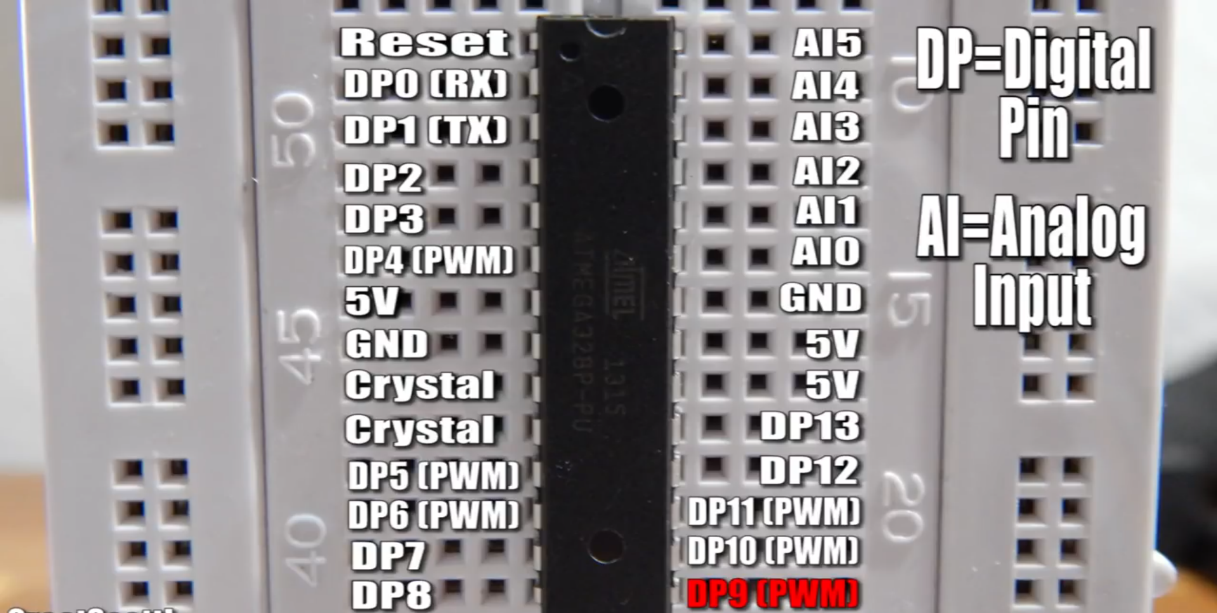 Reset
DP0 (RX)
DP1 (TX)
DP2
DP3
DP4 (PWM)
5V
GND
Crystal
Crystal
DP5 (PWM)
DP6 (PWM)
DP7
DP8
ATMEL 1315
ATMEGA328P-PU
AI5
AI4
AI3
AI2
AI1
AI0
GND
5V
5V
DP13
DP12
DP11 (PWM)
DP10 (PWM)
DP9 (PWM)
DP=Digital
Pin
AI=Analog
Input
50
45
40
10
15
20